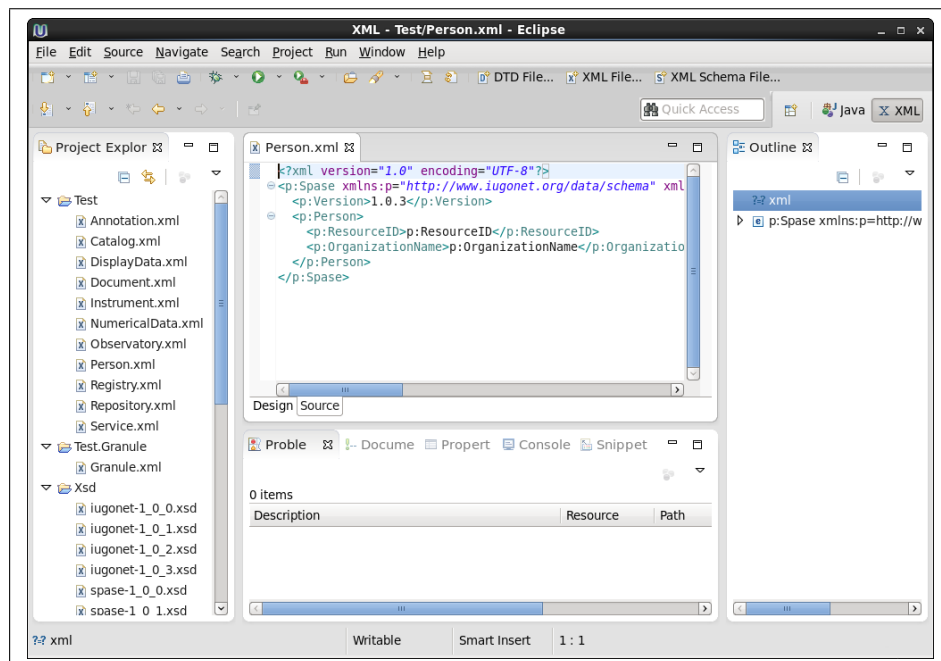 XML - Test/Person.xml - Eclipse
File Edit Source Navigate Search Project Run Window Help
DTD File... XML File... XML Schema File...
Quick Access
Java
XML
Project Explor
Test
Annotation.xml
Catalog.xml
DisplayData.xml
Document.xml
Instrument.xml
NumericalData.xml
Observatory.xml
Person.xml
Registry.xml
Repository.xml
Service.xml
Test.Granule
Granule.xml
Xsd
iugonet-1_0_0.xsd
iugonet-1_0_1.xsd
iugonet-1_0_2.xsd
iugonet-1_0_3.xsd
spase-1_0_0.xsd
spase-1_0_1.xsd
Person.xml
<?xml version="1.0" encoding="UTF-8"?>
<p:Spase xmlns:p="http://www.iugonet.org/data/schema" xml
<p:Version>1.0.3</p:Version>
<p:Person>
<p:ResourceID>p:ResourceID</p:ResourceID>
<p:OrganizationName>p:OrganizationName</p:Organizatio
</p:Person>
</p:Spase>
Design Source
Proble Docume Propert Console Snippet
0 items
Description Resource Path
Outline
?=? xml
e p:Spase xmlns:p=http://w
?=? xml
Writable
Smart Insert
1 : 1